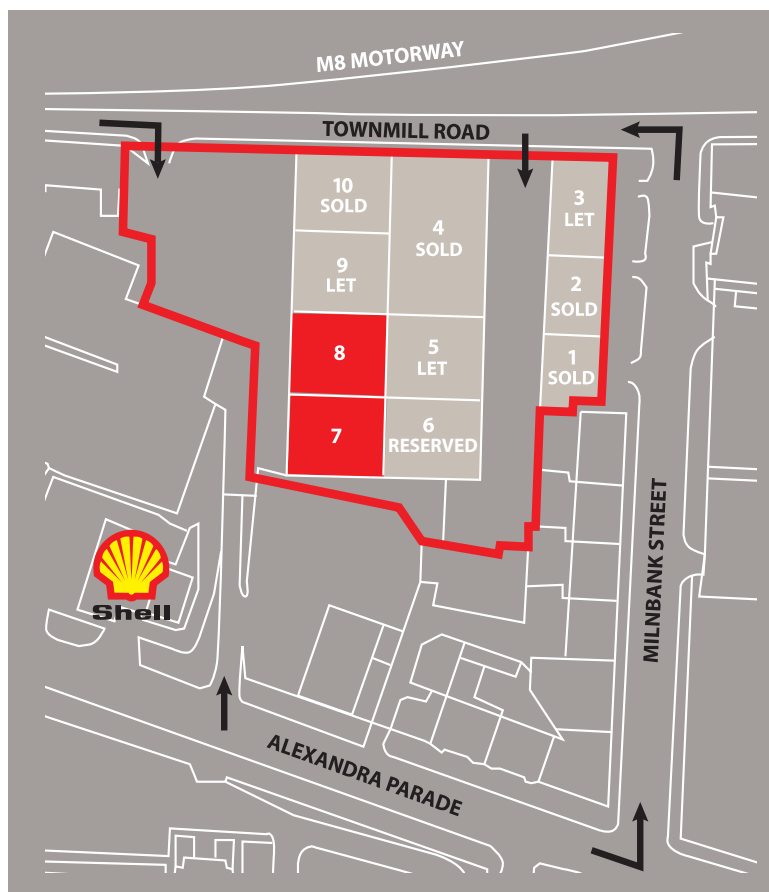 M8 MOTORWAY
TOWNMILL ROAD
10
SOLD
4
SOLD
3
LET
9
LET
2
SOLD
8
5
LET
1
SOLD
7
6
RESERVED
MILNBANK STREET
Shell
ALEXANDRA PARADE